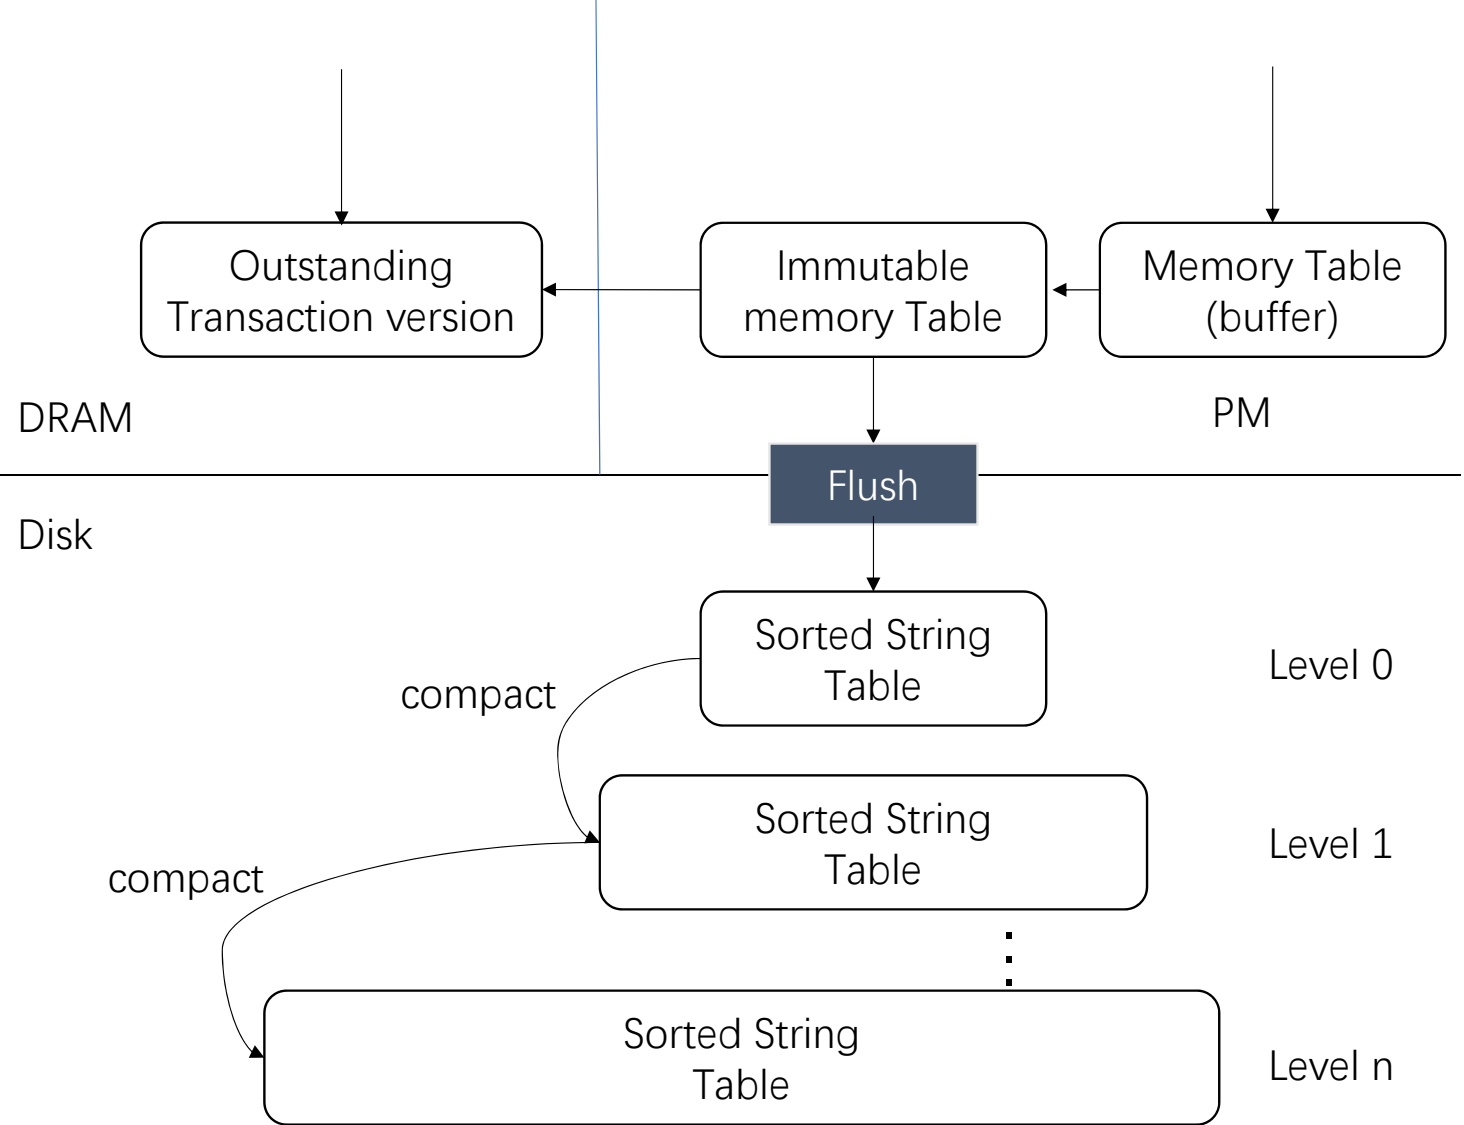 Outstanding
Transaction version
Immutable
memory Table
Memory Table
(buffer)
DRAM
PM
Flush
Disk
Sorted String
Table
Level 0
compact
Sorted String
Table
Level 1
compact
Sorted String
Table
Level n